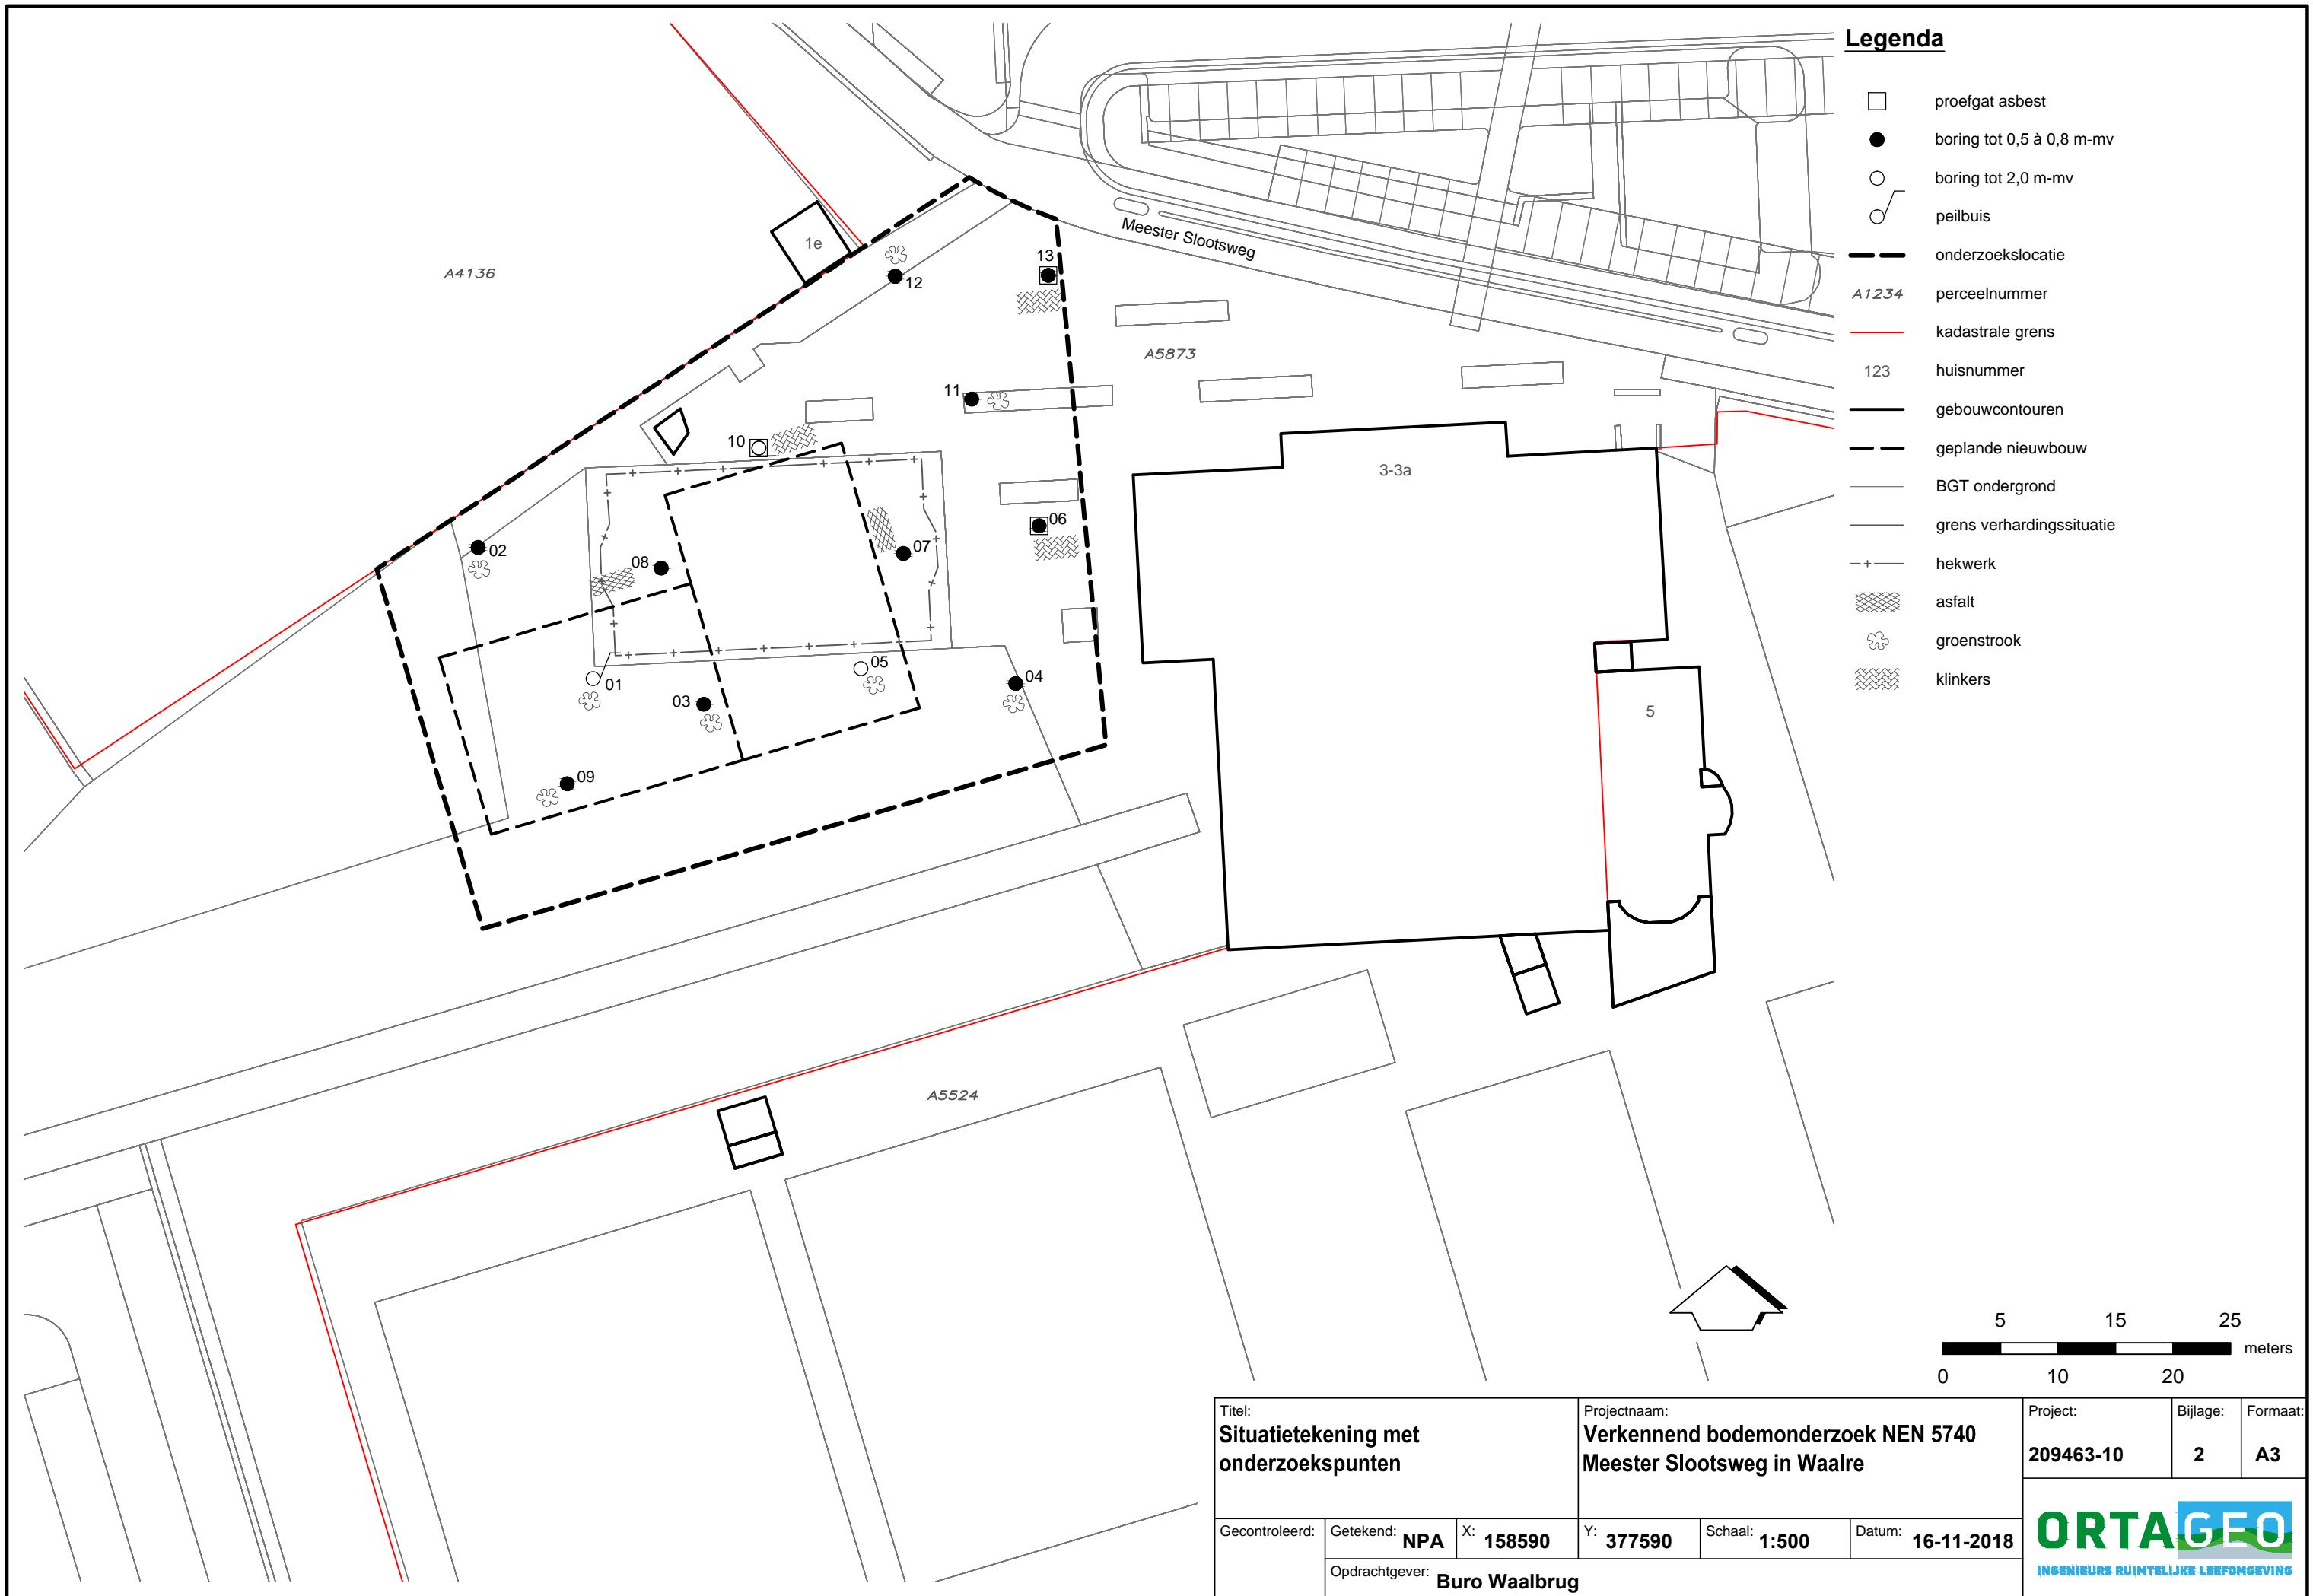 Legenda
proefgat asbest
boring tot 0,5 à 0,8 m-mv
boring tot 2,0 m-mv
peilbuis
onderzoekslocatie
A1234 perceelnummer
kadastrale grens
123 huisnummer
gebouwcontouren
geplande nieuwbouw
BGT ondergrond
grens verhardingssituatie
hekwerk
asfalt
groenstrook
klinkers
Meester Slootsweg
1e
A4136
12
13
A5873
11
10
3-3a
06
02
07
08
05
01
04
03
5
09
A5524
5 15 25
meters
0 10 20
Titel:
Situatietekening met
onderzoekspunten
Projectnaam:
Verkennend bodemonderzoek NEN 5740
Meester Slootsweg in Waalre
Project:
209463-10
Bijlage:
2
Formaat:
A3
Gecontroleerd:
Getekend: NPA
X: 158590
Y: 377590
Schaal: 1:500
Datum: 16-11-2018
Opdrachtgever: Buro Waalbrug
ORTAGEO
INGENIEURS RUIMTELIJKE LEEFOMGEVING